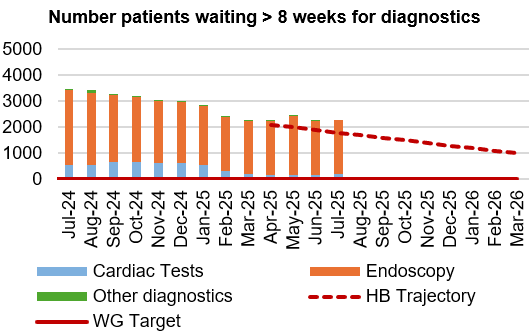 Number patients waiting > 8 weeks for diagnostics
5000
4000
3000
2000
1000
0
Jul-24
Aug-24
Sep-24
Oct-24
Nov-24
Dec-24
Jan-25
Feb-25
Mar-25
Apr-25
May-25
Jun-25
Jul-25
Aug-25
Sep-25
Oct-25
Nov-25
Dec-25
Jan-26
Feb-26
Mar-26
Cardiac Tests
Endoscopy
Other diagnostics
HB Trajectory
WG Target